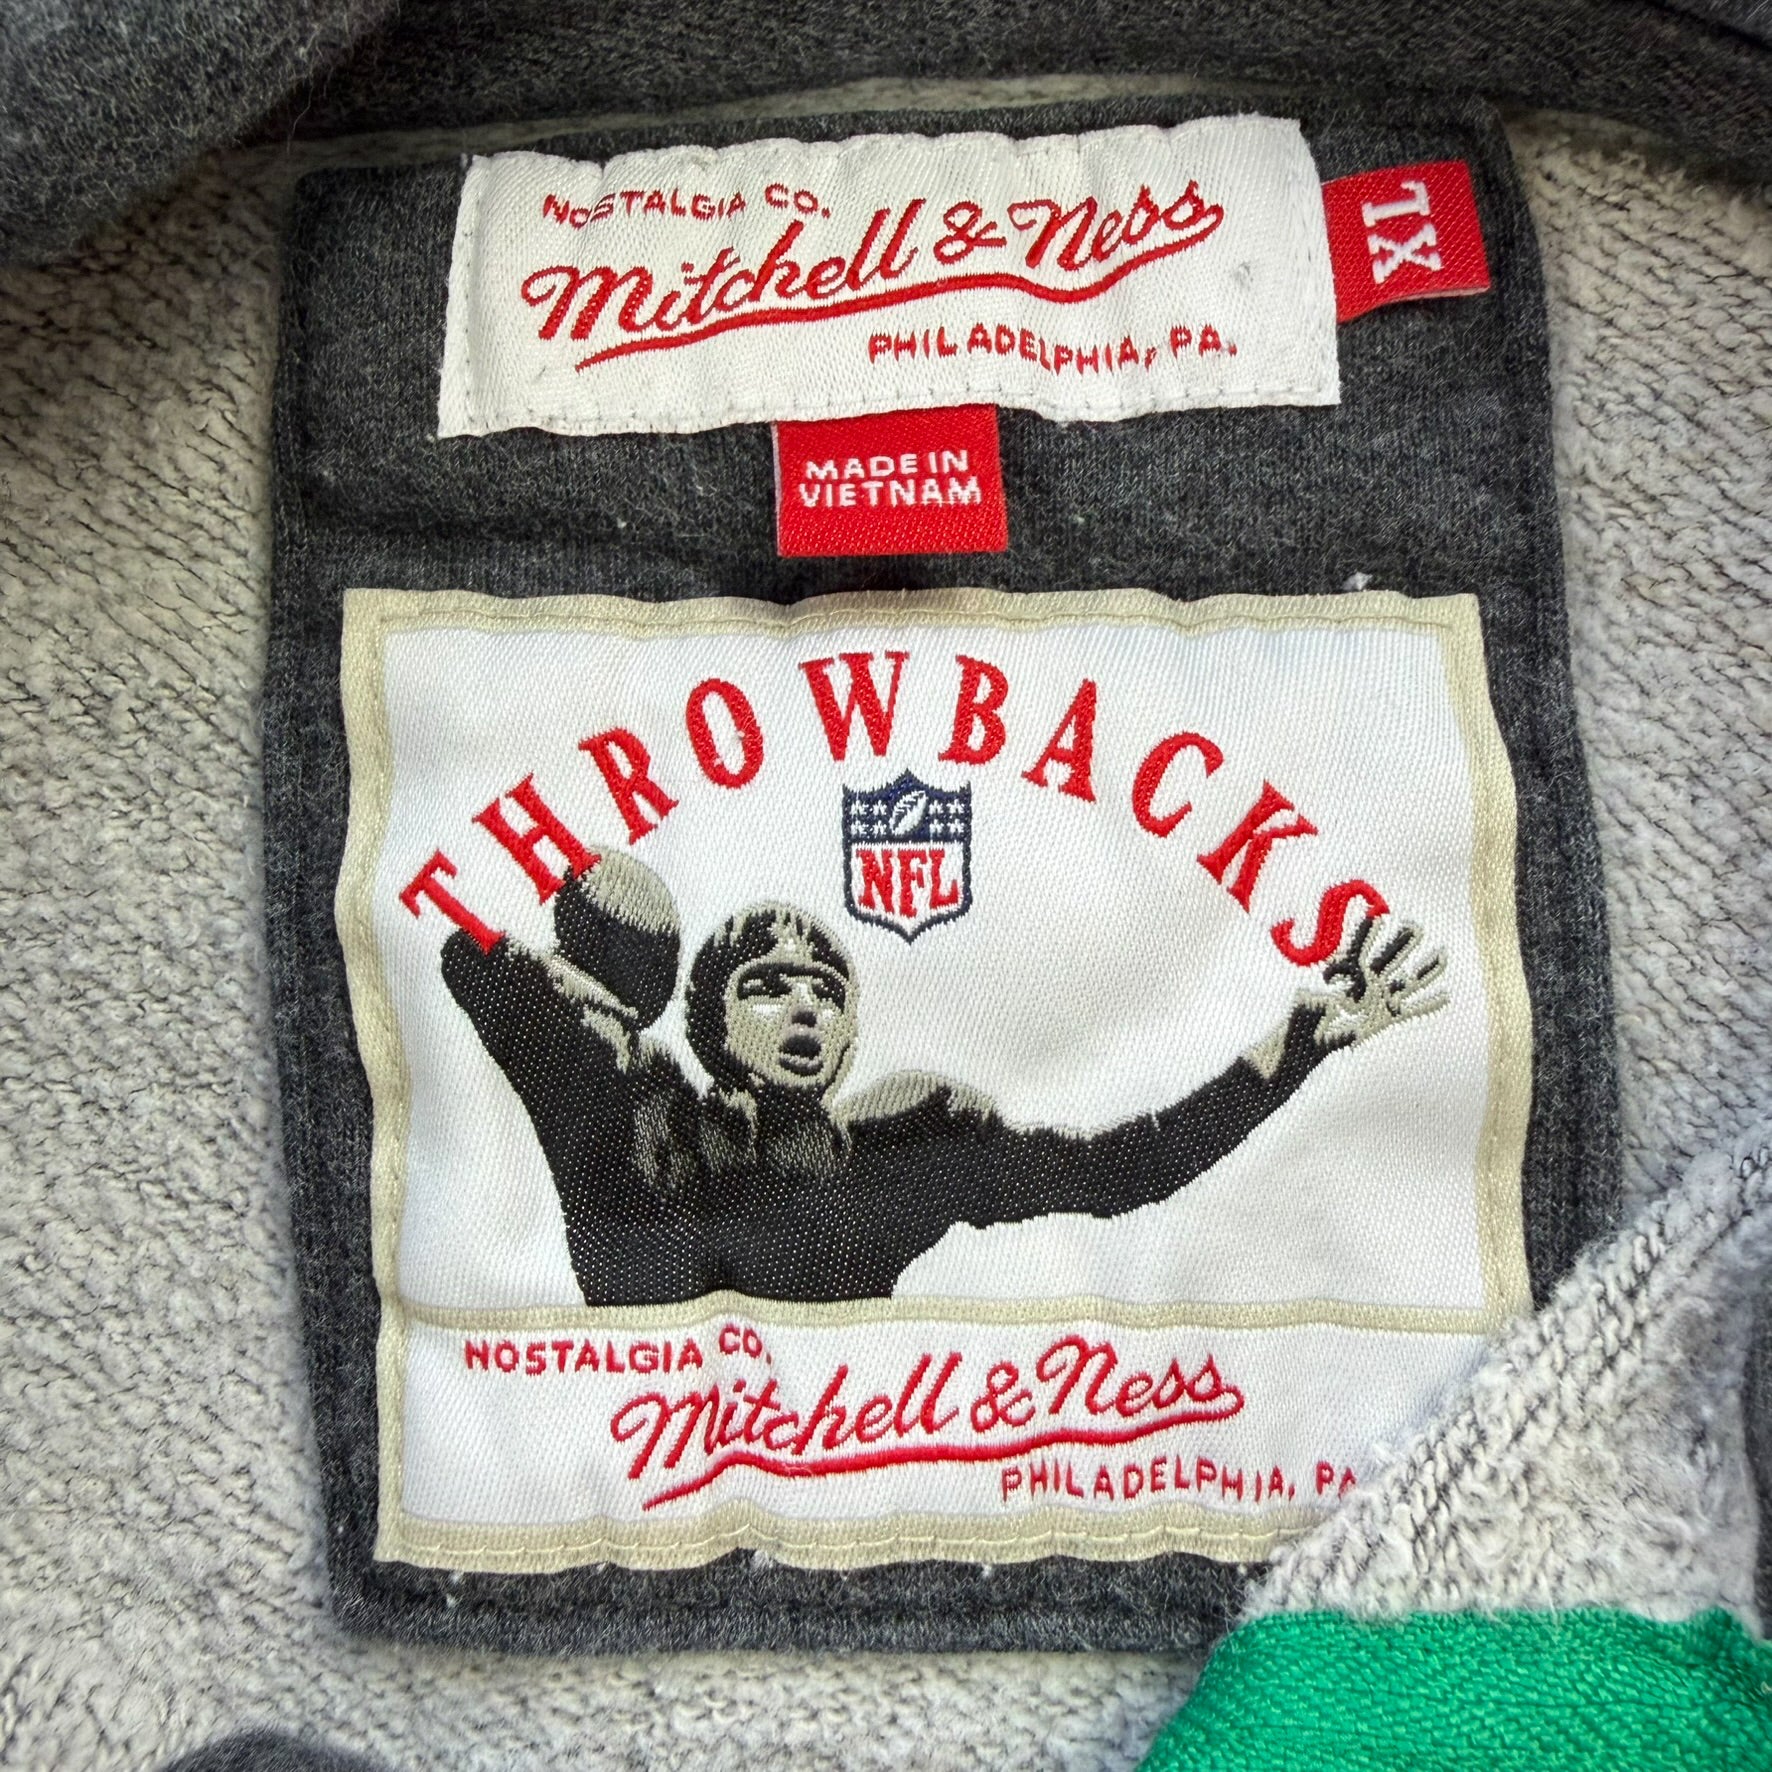 NOSTALGIA CO.
Mitchell & Ness
PHILADELPHIA, PA.
XL
MADE IN
VIETNAM
THROWBACKS
NFL
NOSTALGIA CO.
Mitchell & Ness
PHILADELPHIA, PA